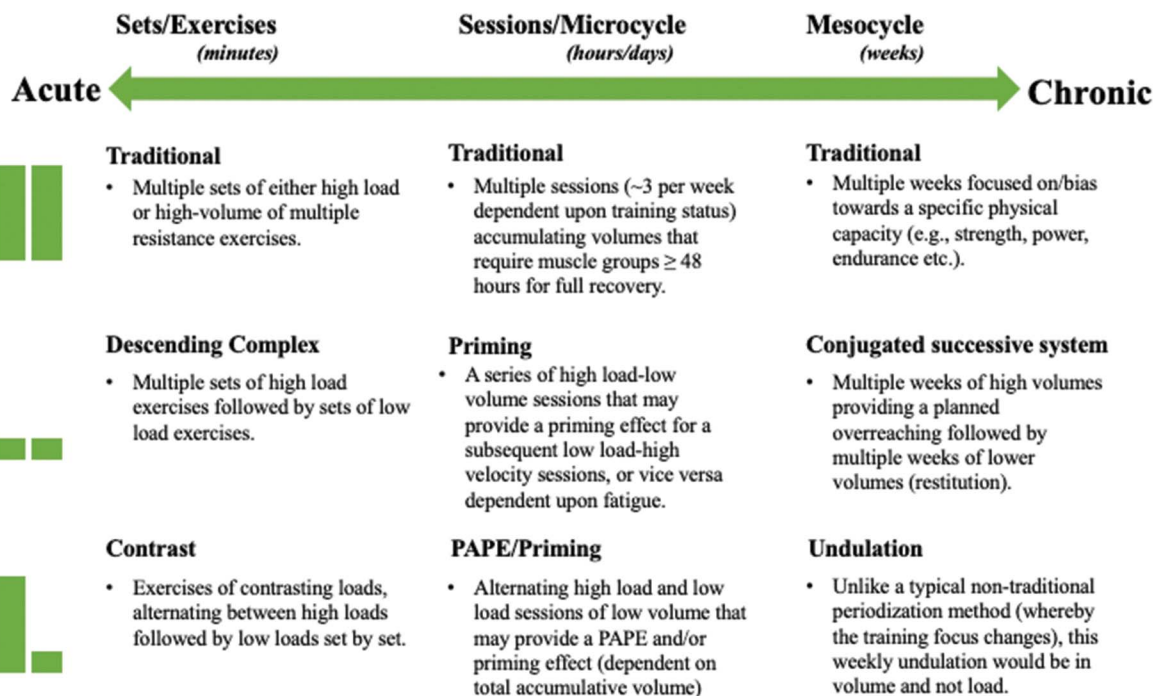 Sets/Exercises
(minutes)
Sessions/Microcycle
(hours/days)
Mesocycle
(weeks)
Acute
Chronic
Traditional
• Multiple sets of either high load
or high-volume of multiple
resistance exercises.
Traditional
• Multiple sessions (~3 per week
dependent upon training status)
accumulating volumes that
require muscle groups ≥ 48
hours for full recovery.
Traditional
• Multiple weeks focused on/bias
towards a specific physical
capacity (e.g., strength, power,
endurance etc.).
Descending Complex
• Multiple sets of high load
exercises followed by sets of low
load exercises.
Priming
• A series of high load-low
volume sessions that may
provide a priming effect for a
subsequent low load-high
velocity sessions, or vice versa
dependent upon fatigue.
Conjugated successive system
• Multiple weeks of high volumes
providing a planned
overreaching followed by
multiple weeks of lower
volumes (restitution).
Contrast
• Exercises of contrasting loads,
alternating between high loads
followed by low loads set by set.
PAPE/Priming
• Alternating high load and low
load sessions of low volume that
may provide a PAPE and/or
priming effect (dependent on
total accumulative volume)
Undulation
• Unlike a typical non-traditional
periodization method (whereby
the training focus changes), this
weekly undulation would be in
volume and not load.